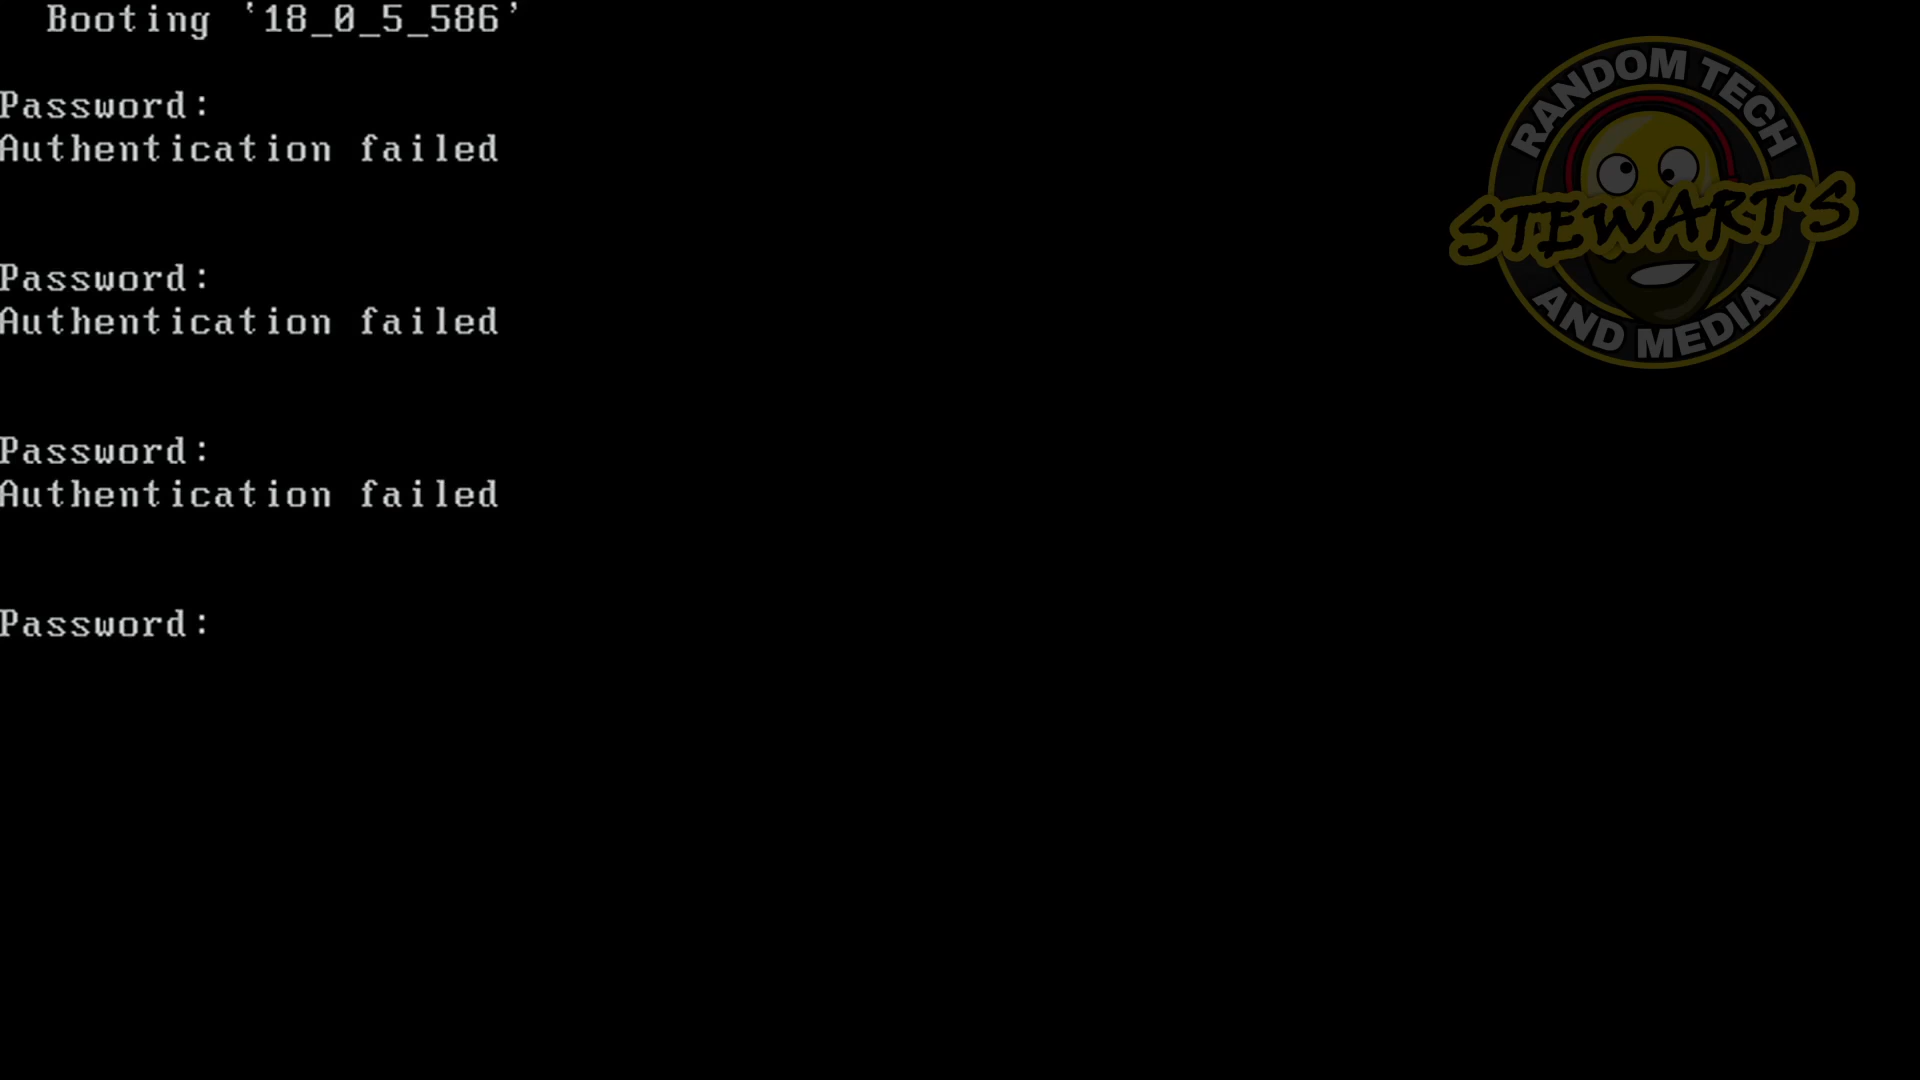 Booting '18_0_5_586'
Password:
Authentication failed
Password:
Authentication failed
Password:
Authentication failed
Password:
RANDOM TECH
STEWART'S
AND MEDIA